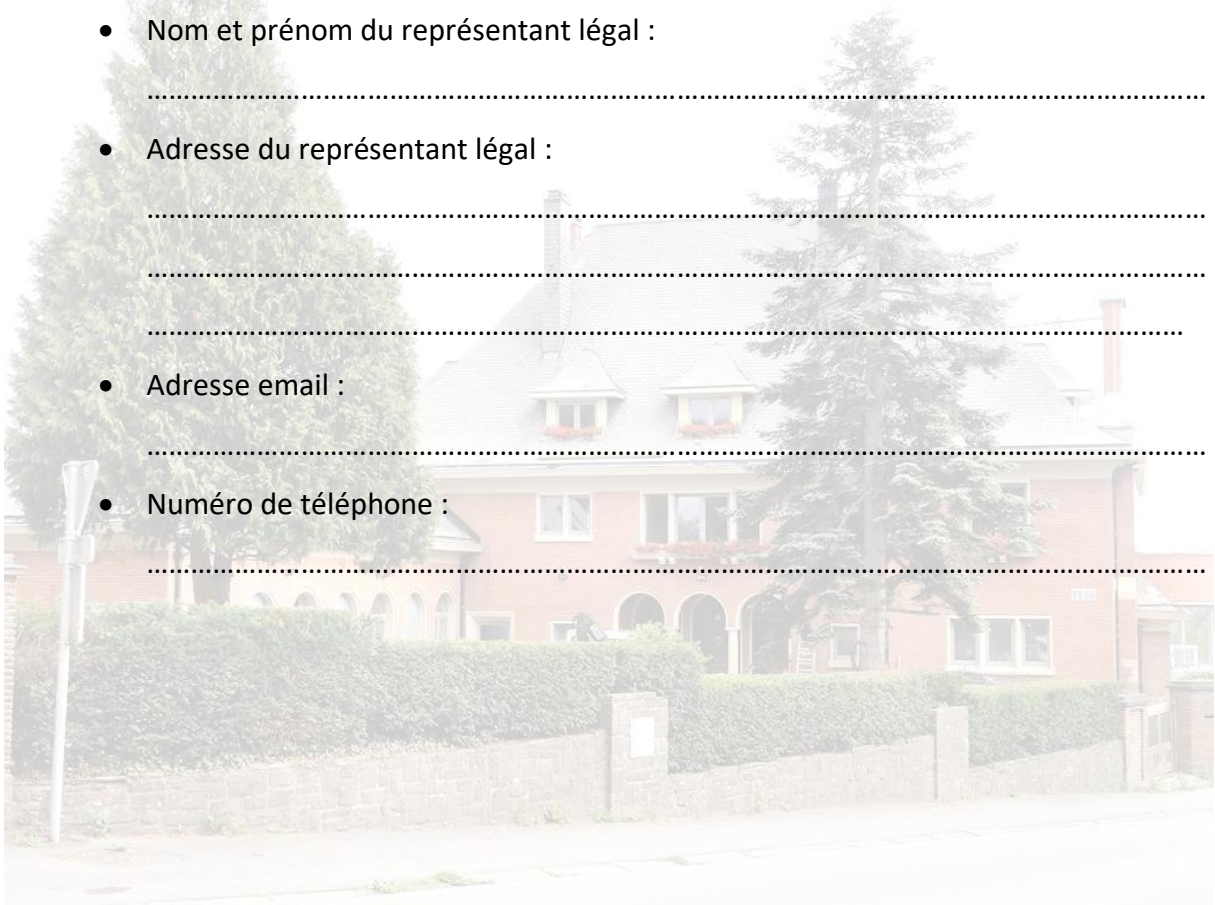 • Nom et prénom du représentant légal :
……………………………………………………………………………………………………………………………
• Adresse du représentant légal :
……………………………………………………………………………………………………………………………
……………………………………………………………………………………………………………………………
…………………………………………………………………………………………………………………………
• Adresse email :
……………………………………………………………………………………………………………………………
• Numéro de téléphone :
……………………………………………………………………………………………………………………………